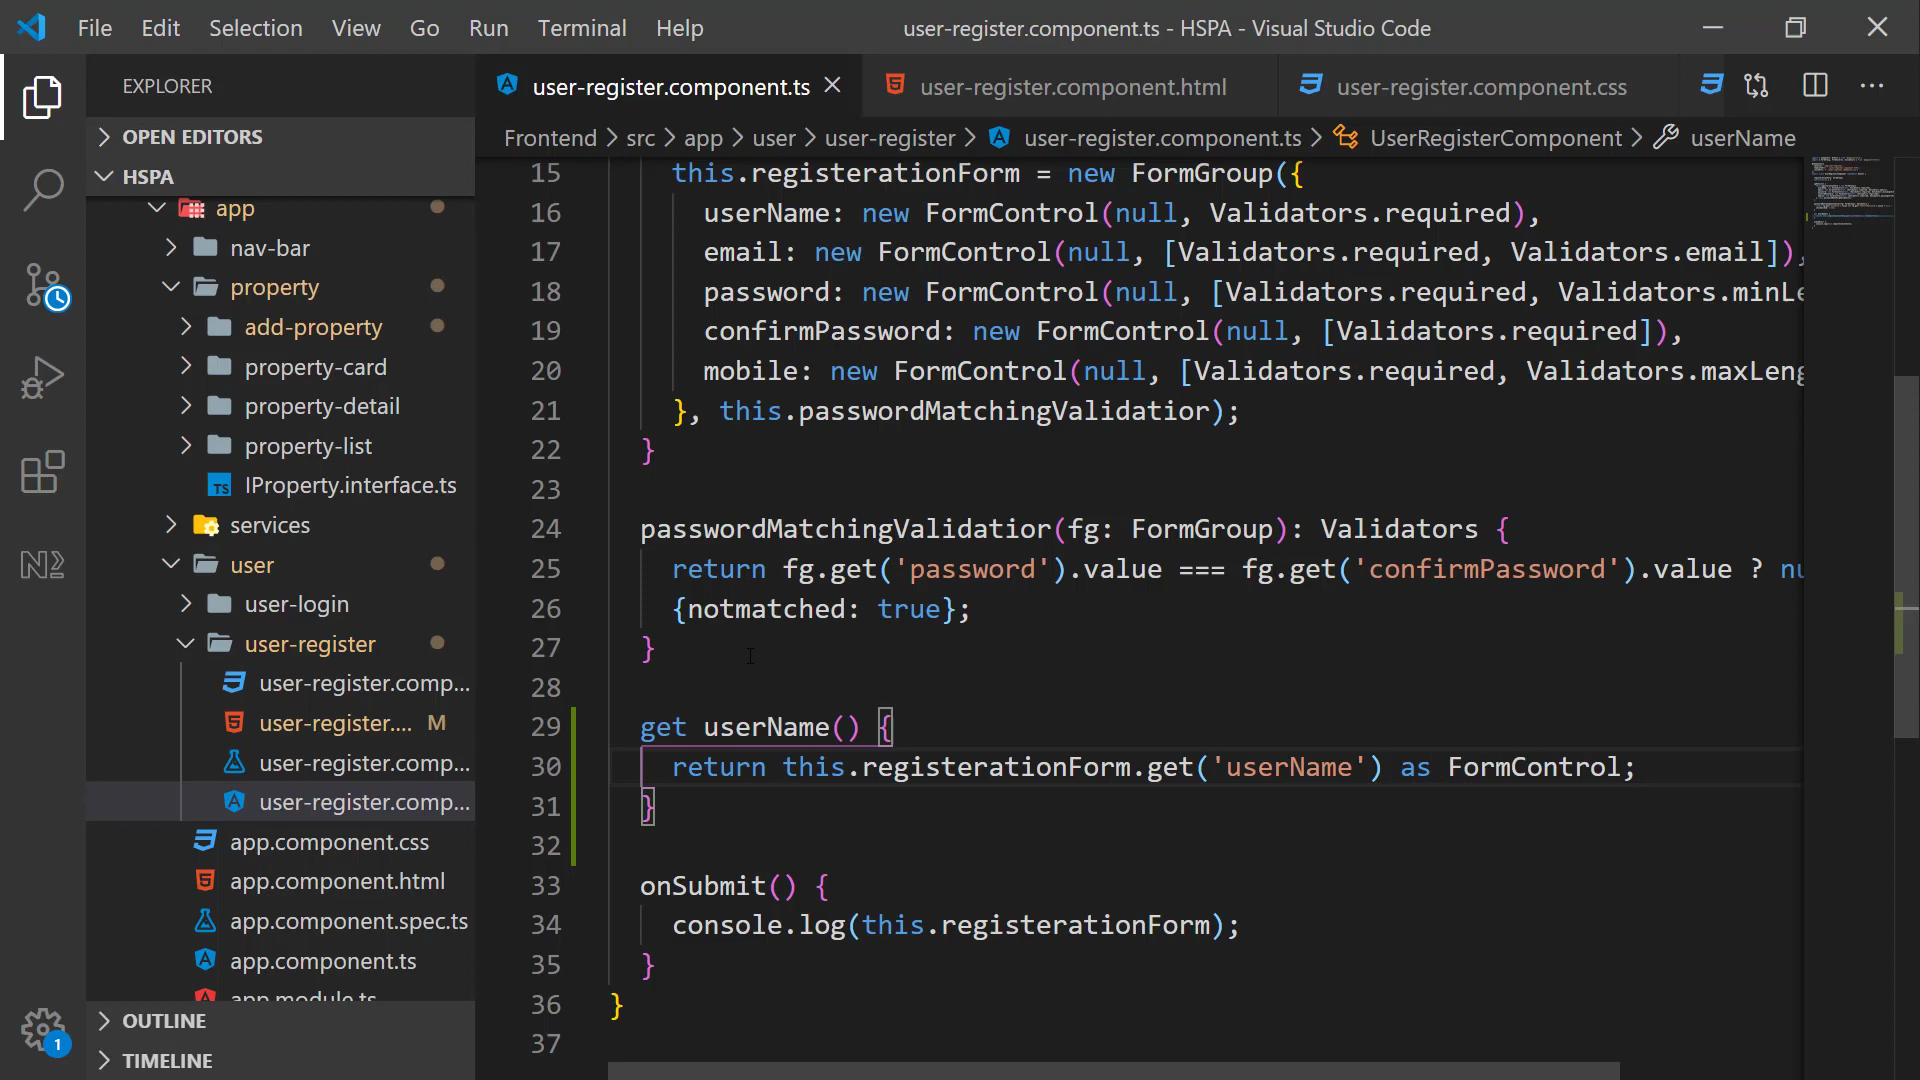 File Edit Selection View Go Run Terminal Help user-register.component.ts - HSPA - Visual Studio Code
EXPLORER
user-register.component.ts
user-register.component.html
user-register.component.css
OPEN EDITORS
HSPA
Frontend > src > app > user > user-register > user-register.component.ts > UserRegisterComponent > userName
app
nav-bar
property
add-property
property-card
property-detail
property-list
TS IProperty.interface.ts
services
user
user-login
user-register
user-register.comp...
user-register.... M
user-register.comp...
user-register.comp...
app.component.css
app.component.html
app.component.spec.ts
app.component.ts
app.module.ts
OUTLINE
TIMELINE
1
15 this.registerationForm = new FormGroup({
16 userName: new FormControl(null, Validators.required),
17 email: new FormControl(null, [Validators.required, Validators.email]),
18 password: new FormControl(null, [Validators.required, Validators.minLe
19 confirmPassword: new FormControl(null, [Validators.required]),
20 mobile: new FormControl(null, [Validators.required, Validators.maxLeng
21 }, this.passwordMatchingValidatior);
22 }
23
24 passwordMatchingValidatior(fg: FormGroup): Validators {
25 return fg.get('password').value === fg.get('confirmPassword').value ? nu
26 {notmatched: true};
27 }
28
29 get userName() {
30 return this.registerationForm.get('userName') as FormControl;
31 }
32
33 onSubmit() {
34 console.log(this.registerationForm);
35 }
36 }
37